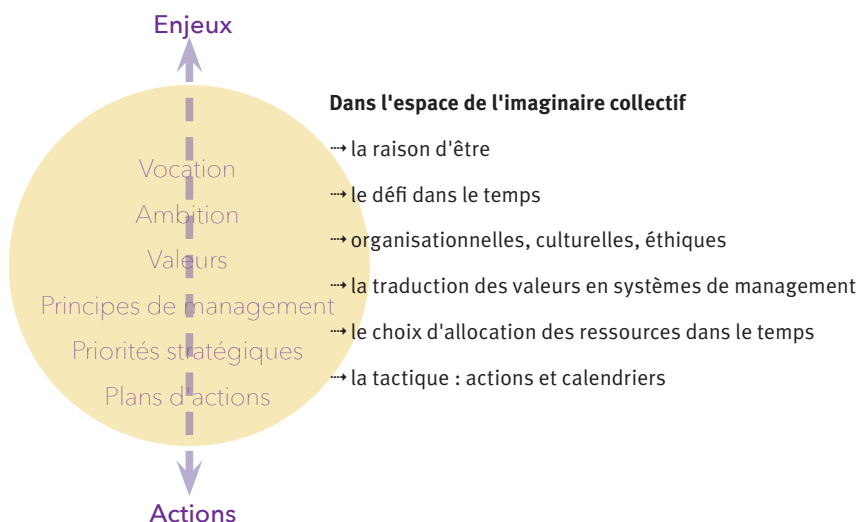 Enjeux
Dans l'espace de l'imaginaire collectif
Vocation
⇢ la raison d'être
Ambition
⇢ le défi dans le temps
Valeurs
⇢ organisationnelles, culturelles, éthiques
Principes de management
⇢ la traduction des valeurs en systèmes de management
Priorités stratégiques
⇢ le choix d'allocation des ressources dans le temps
Plans d'actions
⇢ la tactique : actions et calendriers
Actions